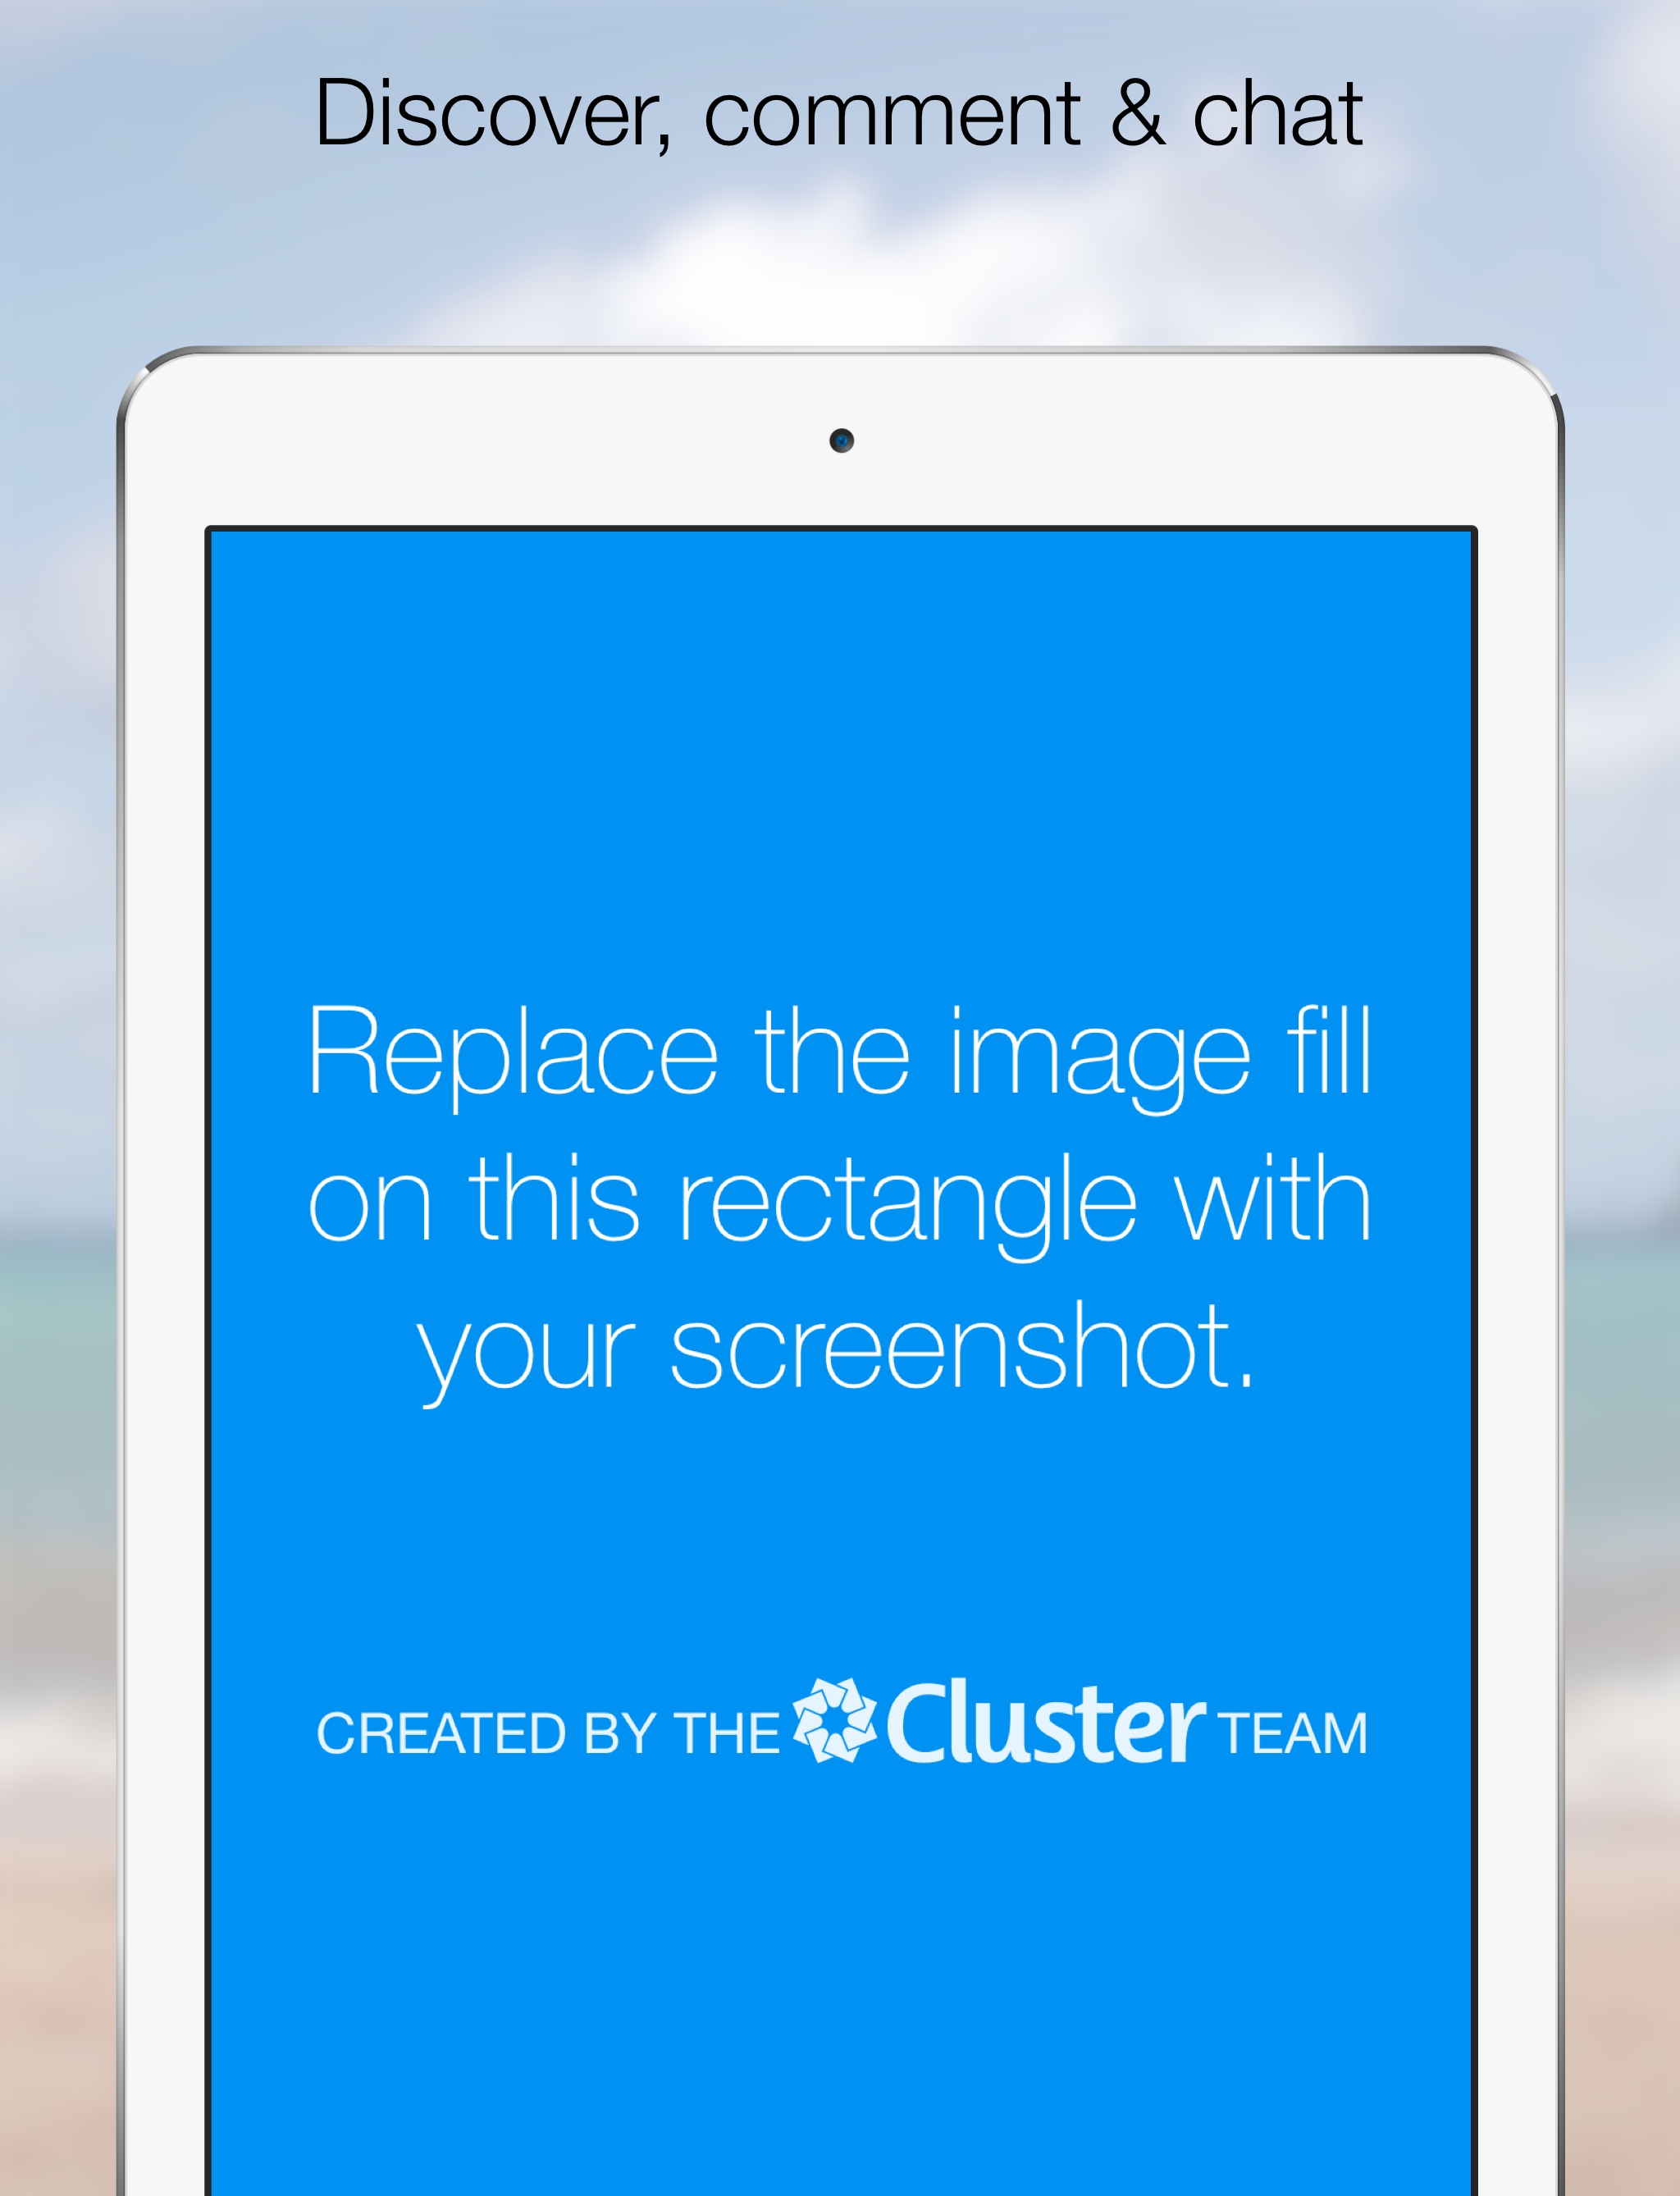 Discover, comment & chat
Replace the image fill
on this rectangle with
your screenshot.
CREATED BY THE Cluster TEAM